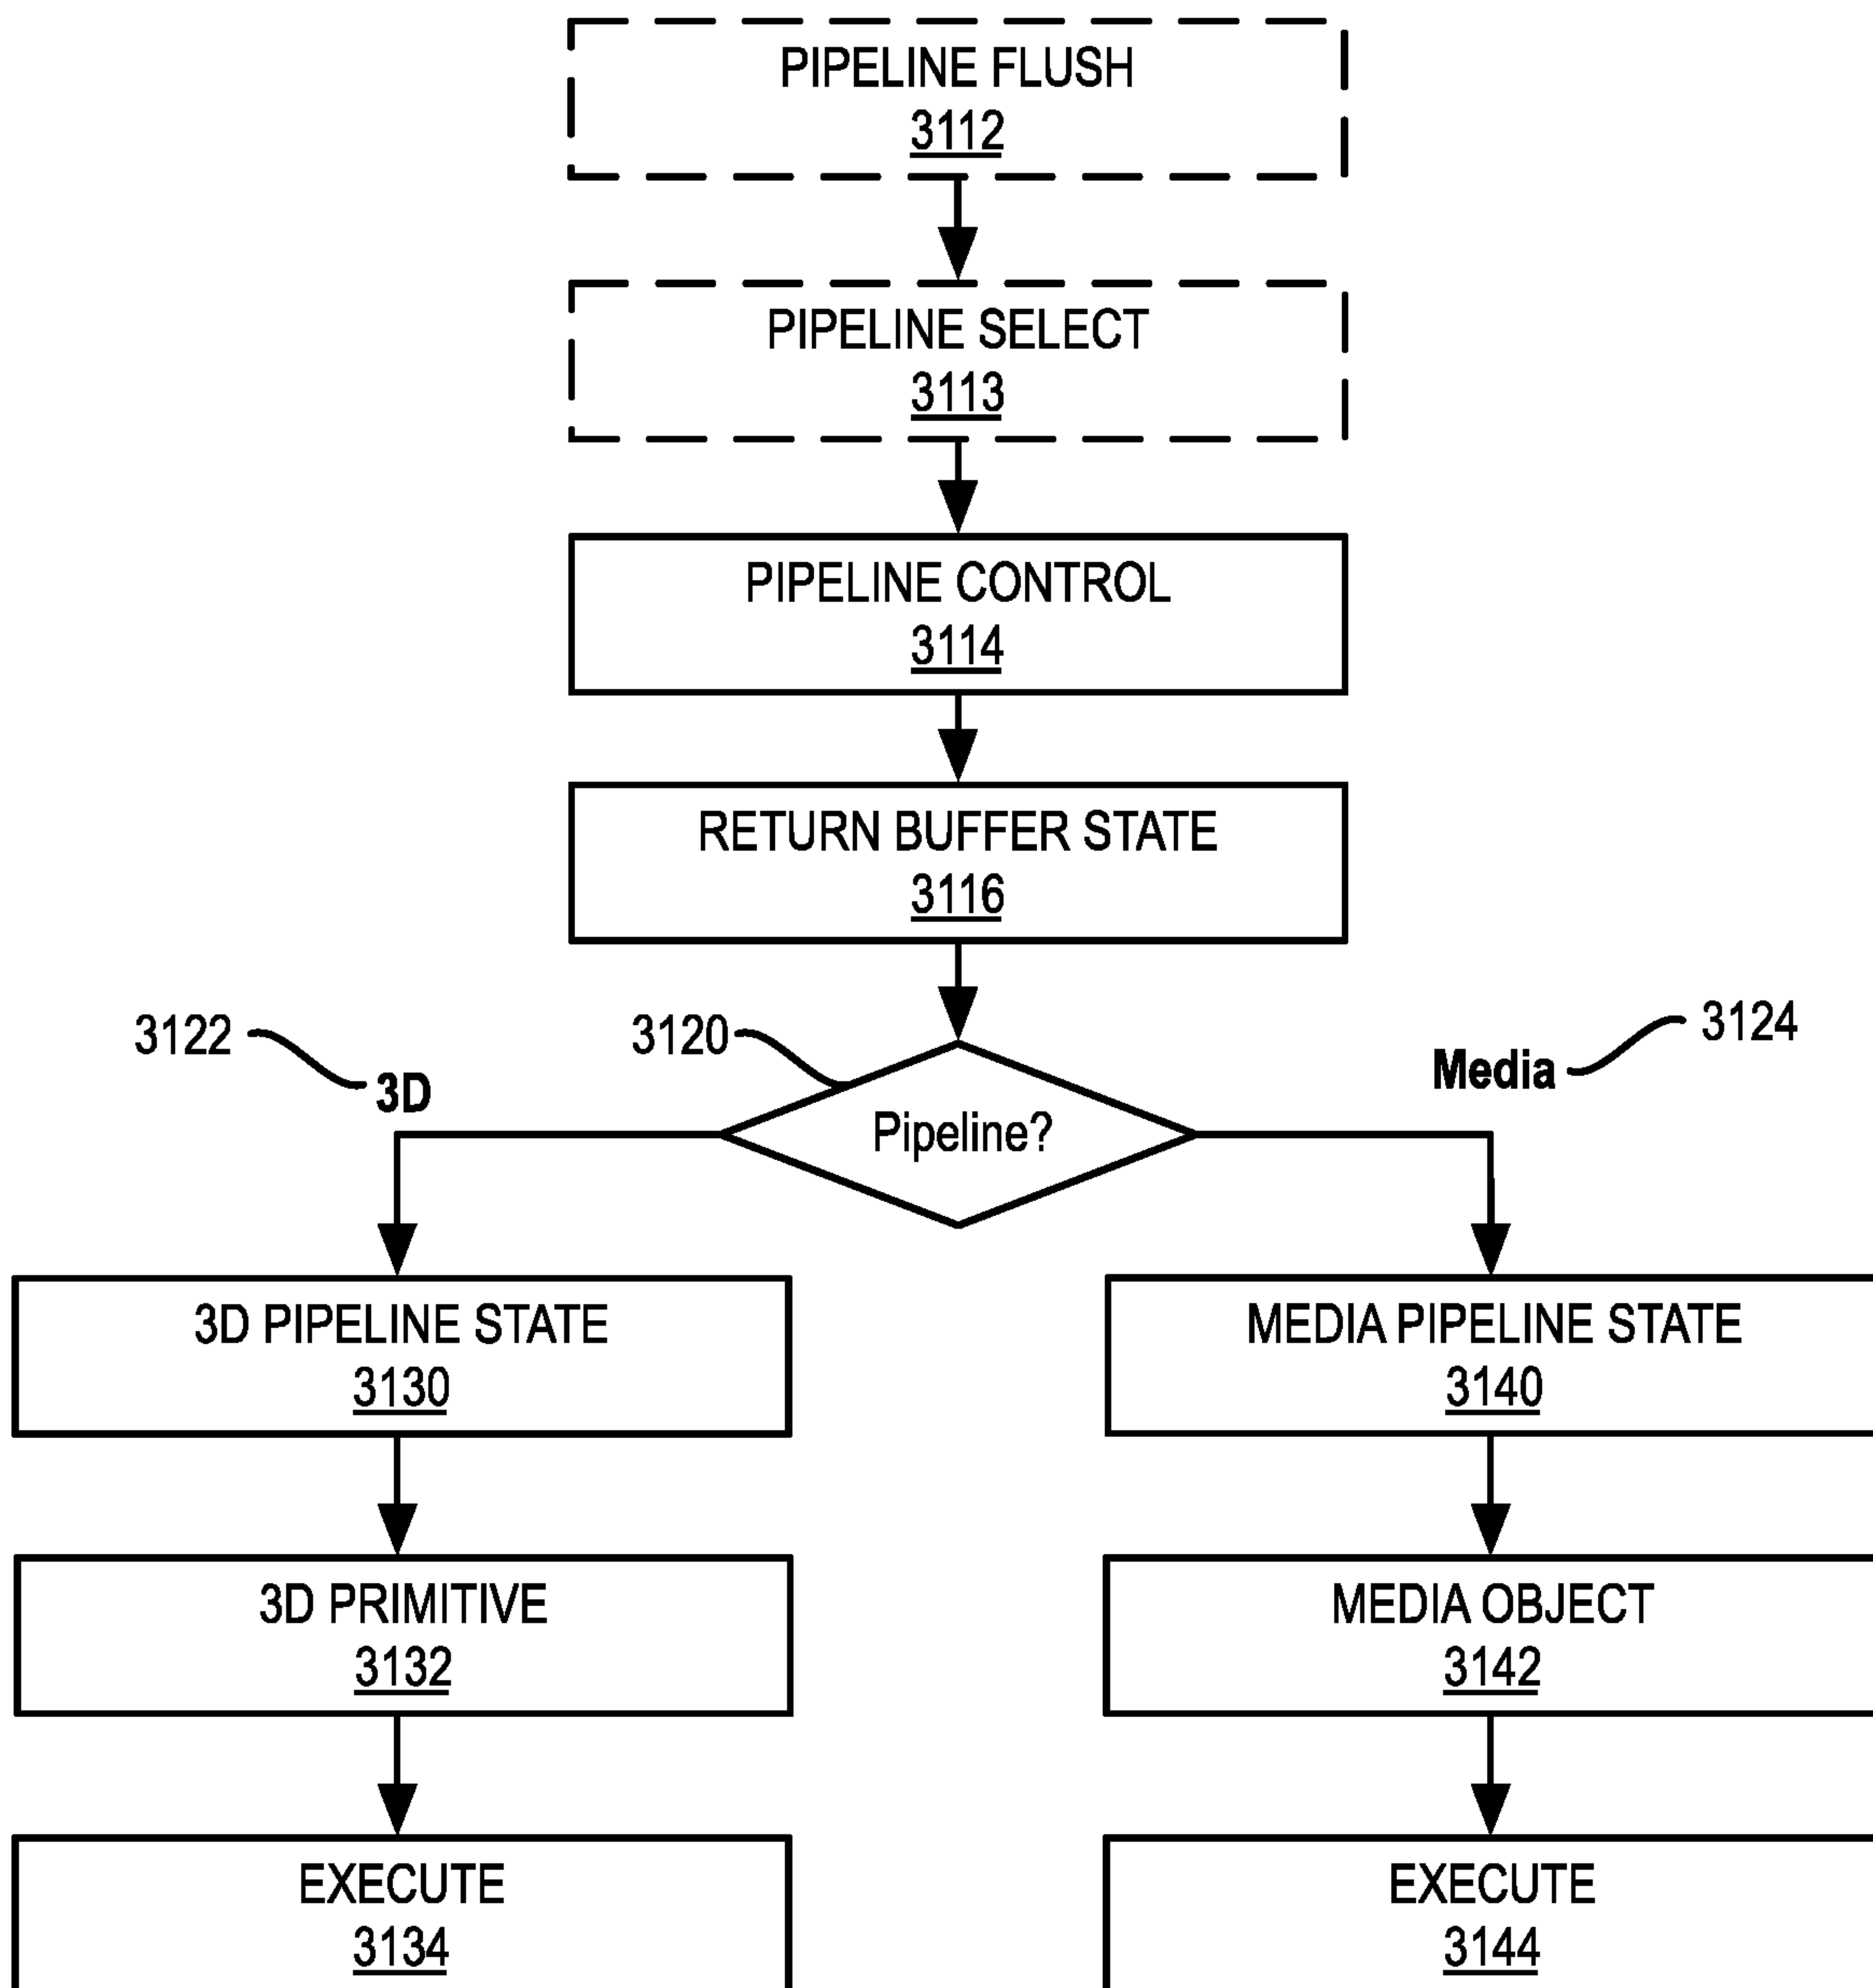 PIPELINE FLUSH
3112
PIPELINE SELECT
3113
PIPELINE CONTROL
3114
RETURN BUFFER STATE
3116
3122
3120
3124
3D
Media
Pipeline?
3D PIPELINE STATE
3130
MEDIA PIPELINE STATE
3140
3D PRIMITIVE
3132
MEDIA OBJECT
3142
EXECUTE
3134
EXECUTE
3144